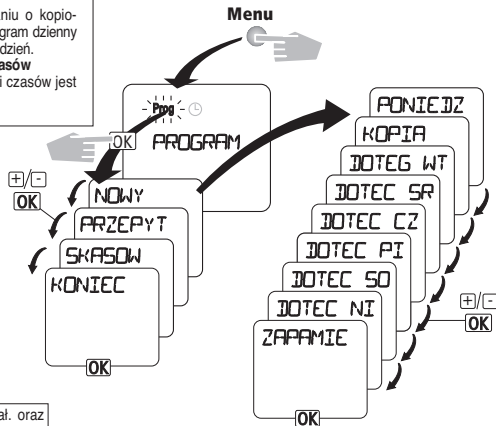 niu o kopio-
gram dzienny
dzień.
asów
i czasów jest
Menu
Prog
OK
PROGRAM
+/-
OK
NOWY
PRZEPYT
SKASOW
KONIEC
OK
PONIEDZ
KOPIA
DOTEG WT
DOTEC SR
DOTEC CZ
DOTEC PI
DOTEC SO
DOTEC NI
ZAPAMIE
+/-
OK
OK
ał. oraz